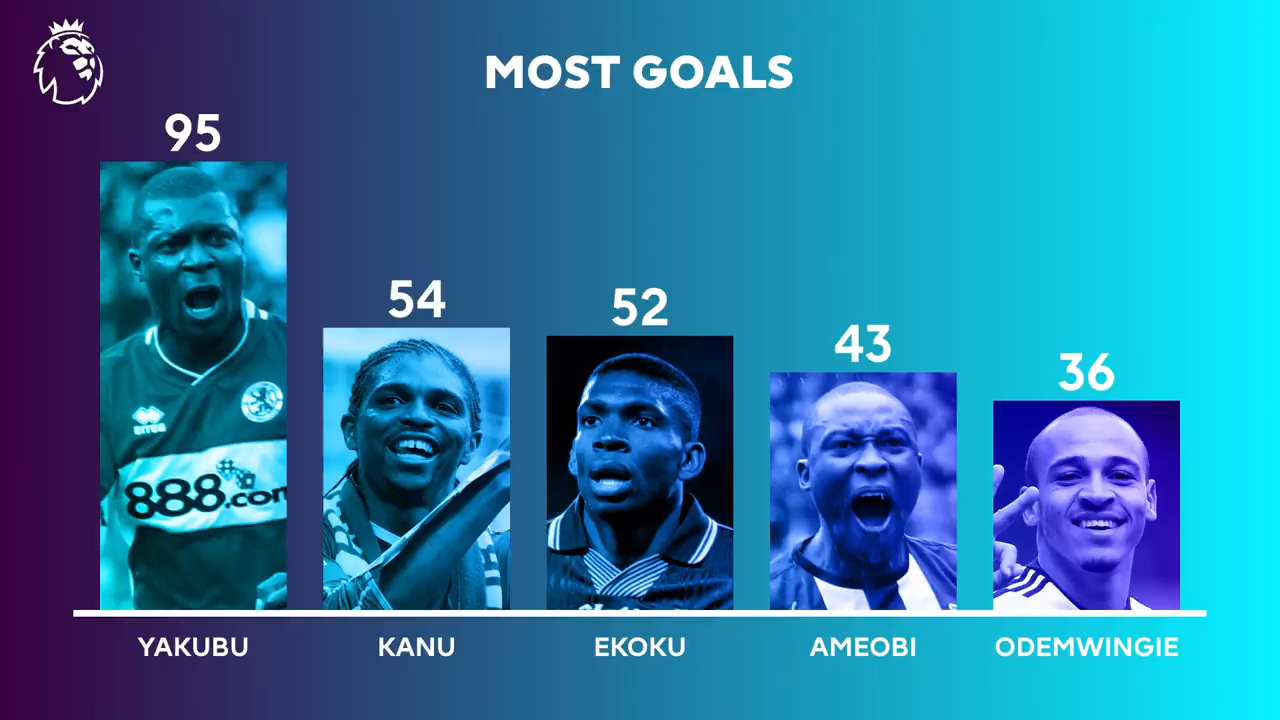 MOST GOALS
95
54
52
43
36
888.com
YAKUBU
KANU
EKOKU
AMEOBI
ODEMWINGIE